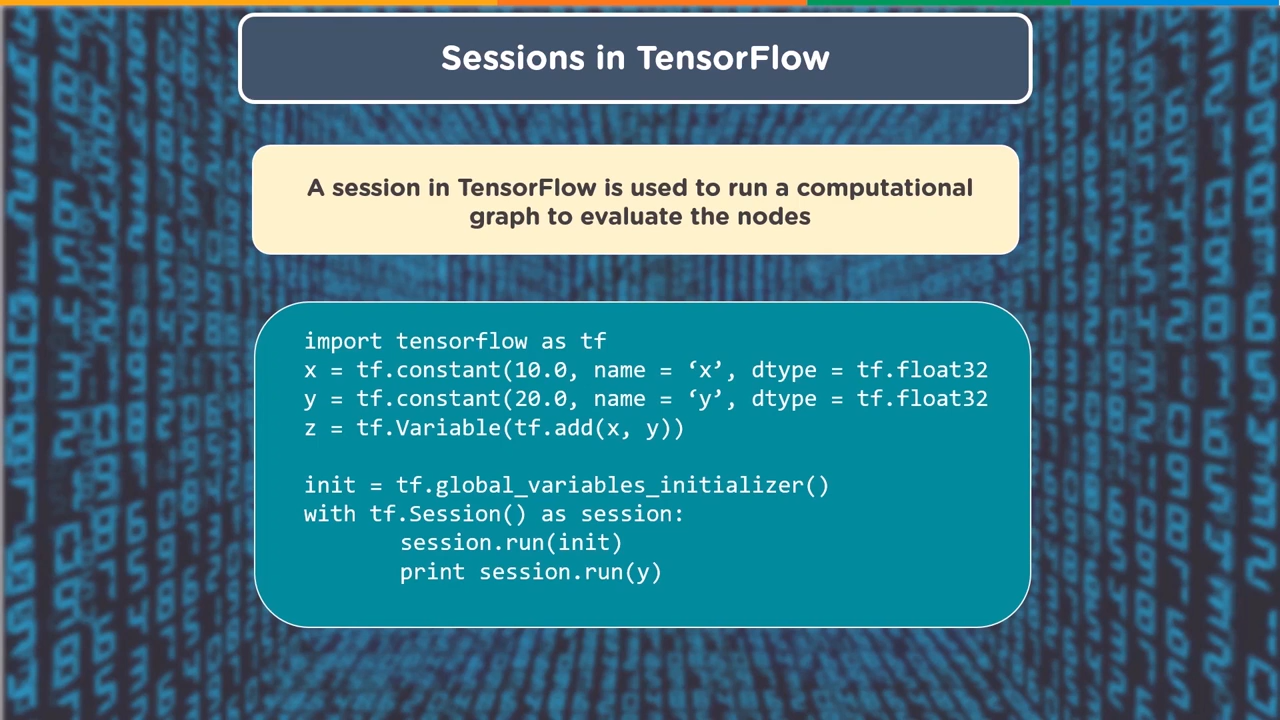 Sessions in TensorFlow
A session in TensorFlow is used to run a computational
graph to evaluate the nodes
import tensorflow as tf
x = tf.constant(10.0, name = ‘x’, dtype = tf.float32
y = tf.constant(20.0, name = ‘y’, dtype = tf.float32
z = tf.Variable(tf.add(x, y))
init = tf.global_variables_initializer()
with tf.Session() as session:
session.run(init)
print session.run(y)